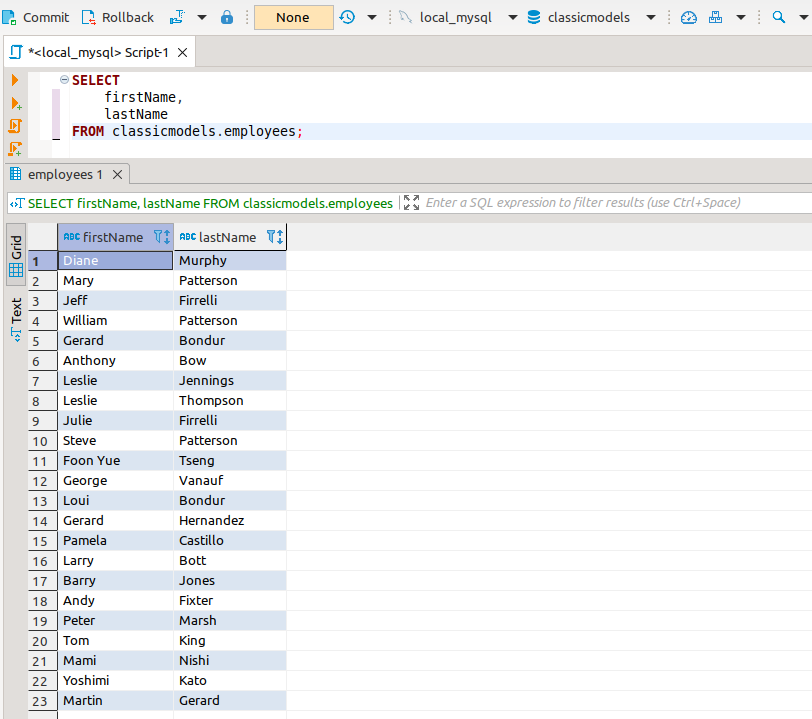 Commit Rollback None local_mysql classicmodels
*<local_mysql> Script-1
SELECT
firstName,
lastName
FROM classicmodels.employees;
employees 1
SELECT firstName, lastName FROM classicmodels.employees Enter a SQL expression to filter results (use Ctrl+Space)
Grid
Text
ABC firstName ABC lastName
1 Diane Murphy
2 Mary Patterson
3 Jeff Firrelli
4 William Patterson
5 Gerard Bondur
6 Anthony Bow
7 Leslie Jennings
8 Leslie Thompson
9 Julie Firrelli
10 Steve Patterson
11 Foon Yue Tseng
12 George Vanauf
13 Loui Bondur
14 Gerard Hernandez
15 Pamela Castillo
16 Larry Bott
17 Barry Jones
18 Andy Fixter
19 Peter Marsh
20 Tom King
21 Mami Nishi
22 Yoshimi Kato
23 Martin Gerard